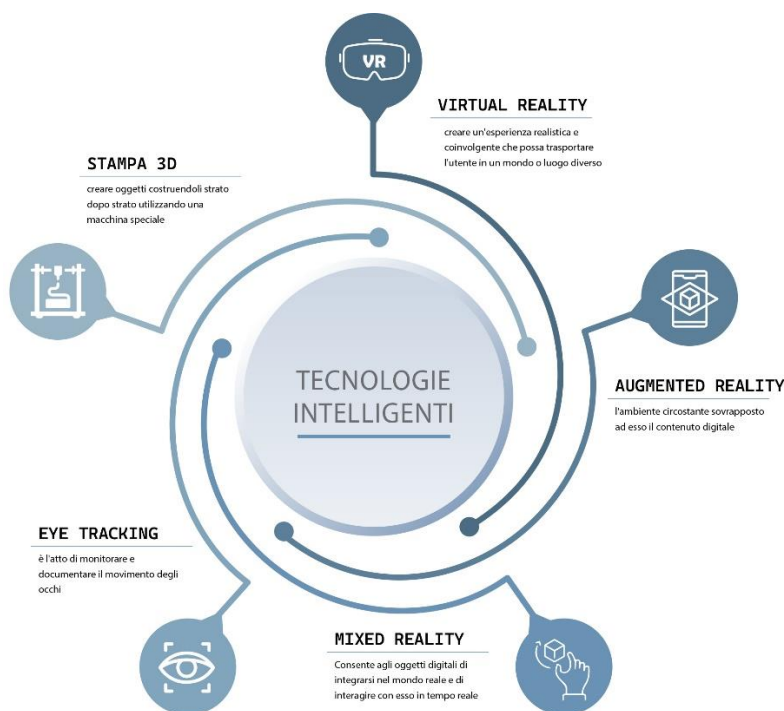 VR
VIRTUAL REALITY
creare un'esperienza realistica e
coinvolgente che possa trasportare
l'utente in un mondo o luogo diverso
STAMPA 3D
creare oggetti costruendoli strato
dopo strato utilizzando una
macchina speciale
TECNOLOGIE
INTELLIGENTI
AUGMENTED REALITY
l'ambiente circostante sovrapposto
ad esso il contenuto digitale
EYE TRACKING
è l'atto di monitorare e
documentare il movimento degli
occhi
MIXED REALITY
Consente agli oggetti digitali di
integrarsi nel mondo reale e di
interagire con esso in tempo reale